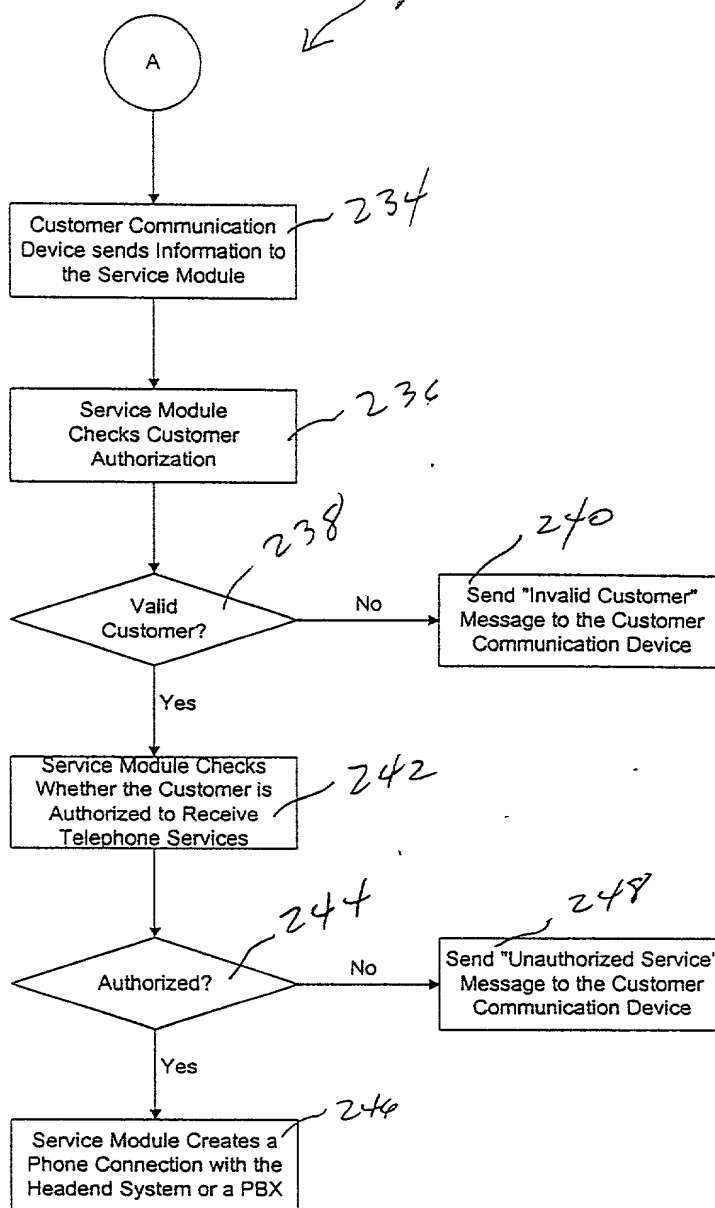 A
Customer Communication
Device sends Information to
the Service Module
234
Service Module
Checks Customer
Authorization
236
238
Valid
Customer?
No
240
Send "Invalid Customer"
Message to the Customer
Communication Device
Yes
Service Module Checks
Whether the Customer is
Authorized to Receive
Telephone Services
242
244
Authorized?
No
248
Send "Unauthorized Service"
Message to the Customer
Communication Device
Yes
246
Service Module Creates a
Phone Connection with the
Headend System or a PBX